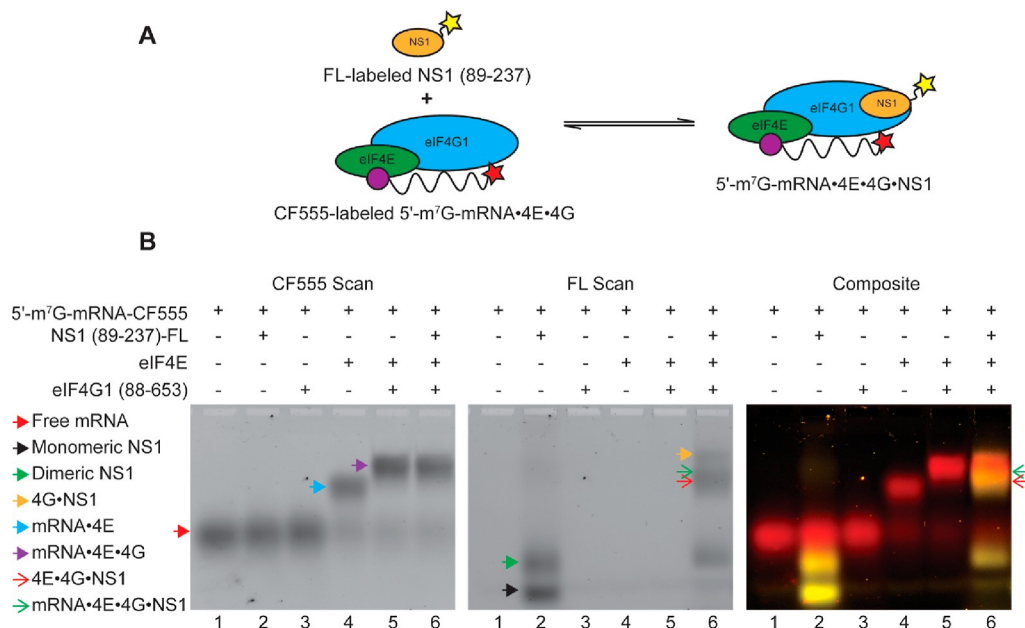 A
NS1
FL-labeled NS1 (89-237)
+
eIF4G1
eIF4E
CF555-labeled 5'-m⁷G-mRNA•4E•4G
eIF4G1
NS1
eIF4E
5'-m⁷G-mRNA•4E•4G•NS1
B
CF555 Scan FL Scan Composite
5'-m⁷G-mRNA-CF555 + + + + + + + + + + + + + + + + + +
NS1 (89-237)-FL - + - - - + - + - - - + - + - - - +
eIF4E - - - + + + - - - + + + - - - + + +
eIF4G1 (88-653) - - + - + + - - + - + + - - + - + +
Free mRNA
Monomeric NS1
Dimeric NS1
4G•NS1
mRNA•4E
mRNA•4E•4G
4E•4G•NS1
mRNA•4E•4G•NS1
1 2 3 4 5 6 1 2 3 4 5 6 1 2 3 4 5 6